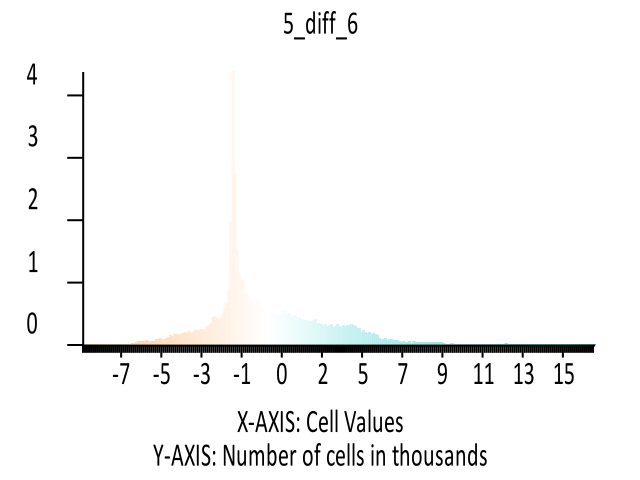 5_diff_6
4
3
2
1
0
-7 -5 -3 -1 0 2 5 7 9 11 13 15
X-AXIS: Cell Values
Y-AXIS: Number of cells in thousands